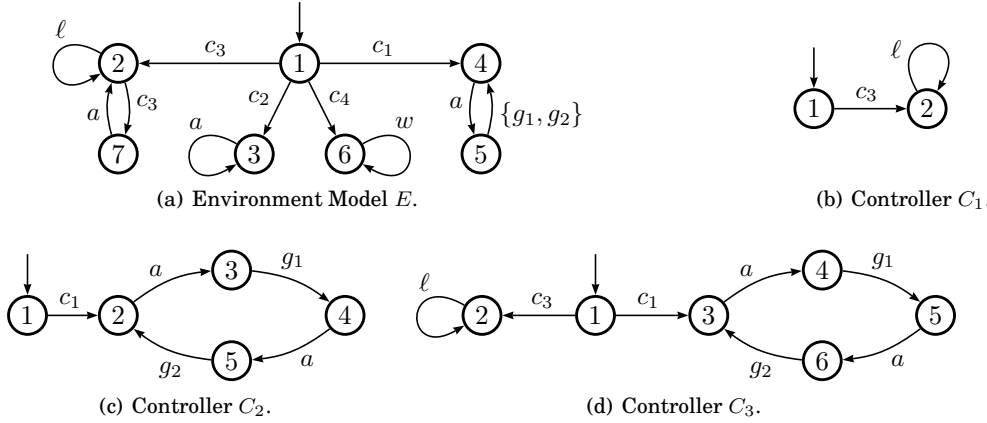 ℓ
2
c₃
1
c₁
4
a
c₃
c₂
c₄
a
{g₁, g₂}
7
a
3
6
w
5
(a) Environment Model E.
ℓ
1
c₃
2
(b) Controller C₁.
1
c₁
2
a
3
g₁
4
a
5
g₂
(c) Controller C₂.
ℓ
2
c₃
1
c₁
3
a
4
g₁
5
a
6
g₂
(d) Controller C₃.